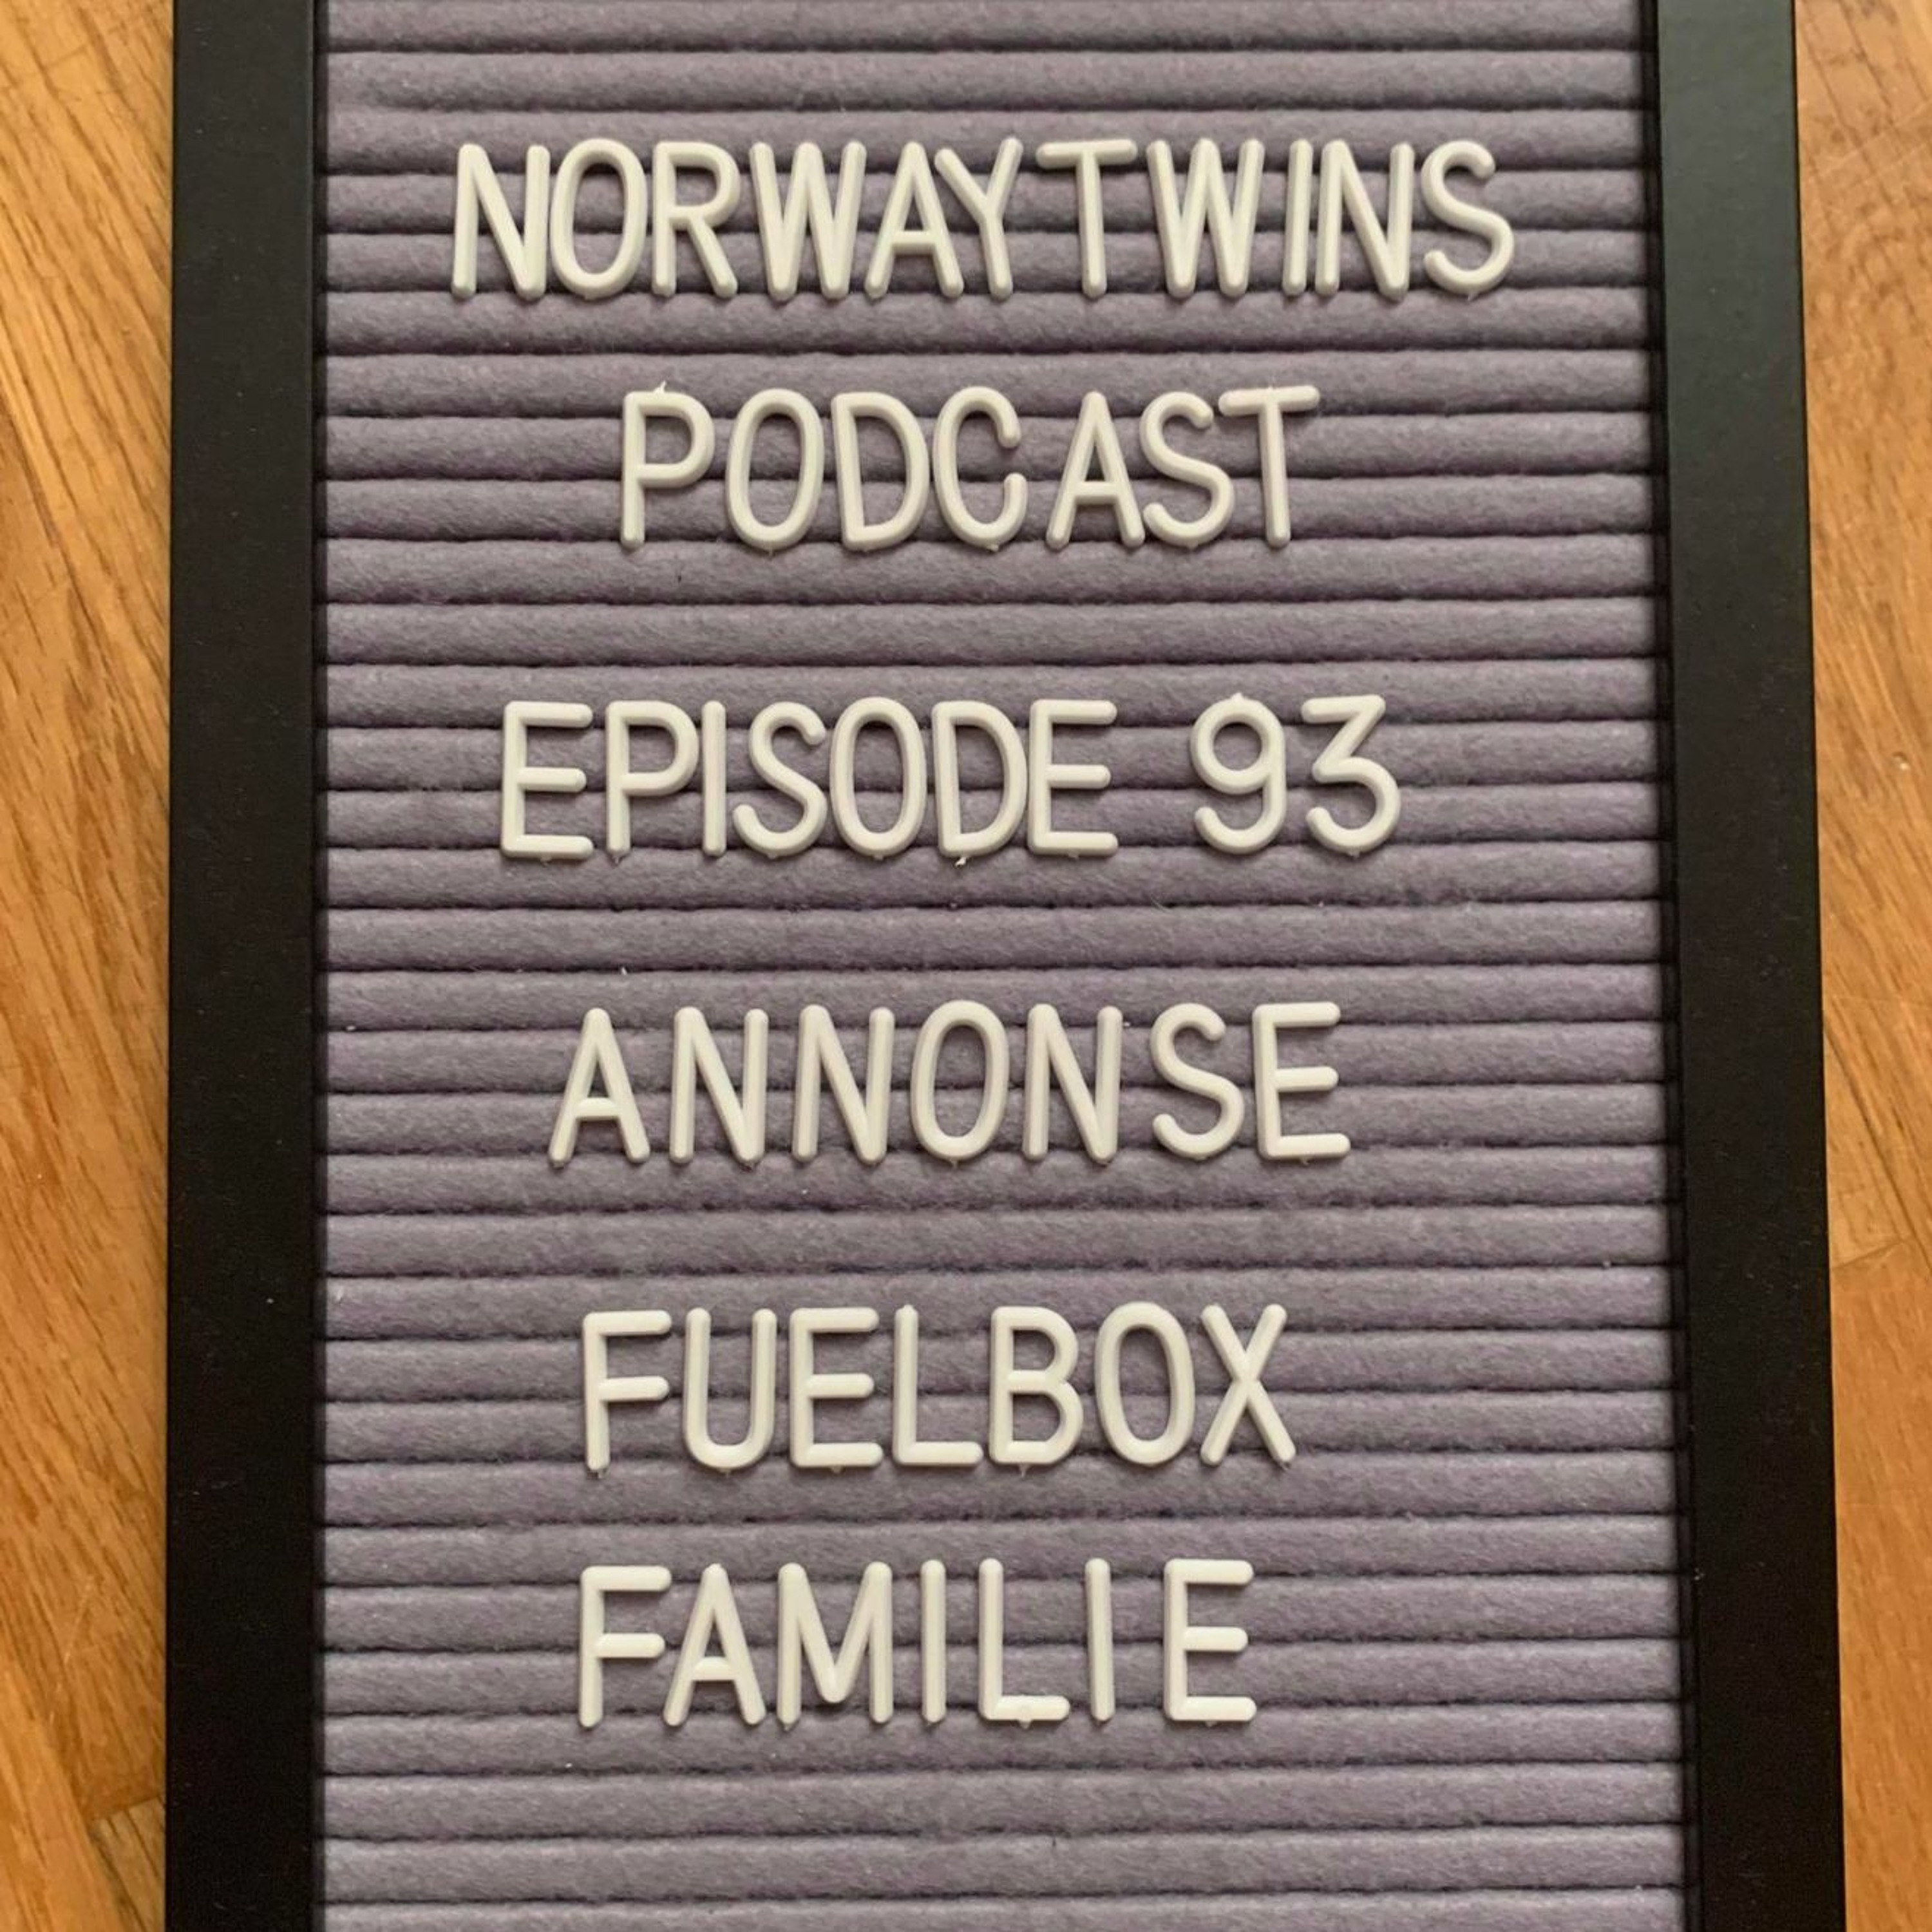 NORWAYTWINS
PODCAST
EPISODE 93
ANNONSE
FUELBOX
FAMILIE